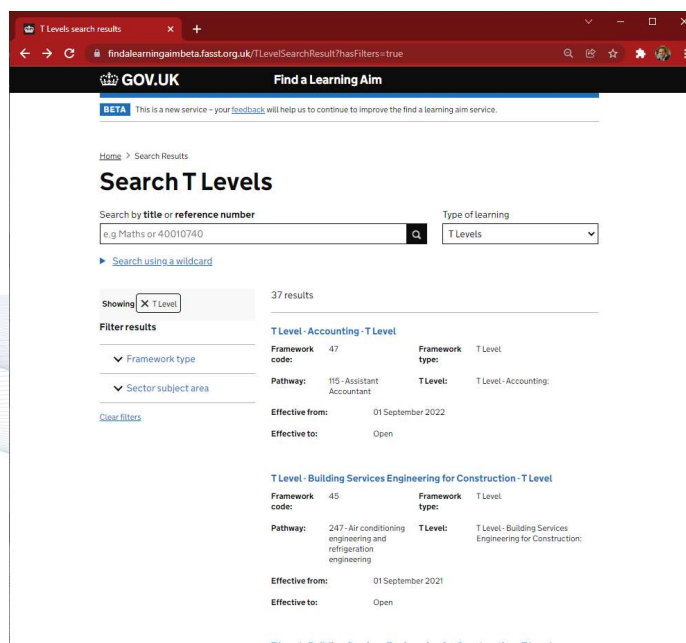 T Levels search results
findalearningaimbeta.fasst.org.uk/TLevelSearchResult?hasFilters=true
GOV.UK Find a Learning Aim
BETA This is a new service – your feedback will help us to continue to improve the find a learning aim service.
Home > Search Results
Search T Levels
Search by title or reference number Type of learning
e.g Maths or 40010740 T Levels
Search using a wildcard
Showing X T Level
37 results
Filter results
Framework type
Sector subject area
Clear filters
T Level - Accounting - T Level
Framework code: 47 Framework type: T Level
Pathway: 115 - Assistant Accountant T Level: T Level - Accounting:
Effective from: 01 September 2022
Effective to: Open
T Level - Building Services Engineering for Construction - T Level
Framework code: 45 Framework type: T Level
Pathway: 247 - Air conditioning engineering and refrigeration engineering T Level: T Level - Building Services Engineering for Construction:
Effective from: 01 September 2021
Effective to: Open